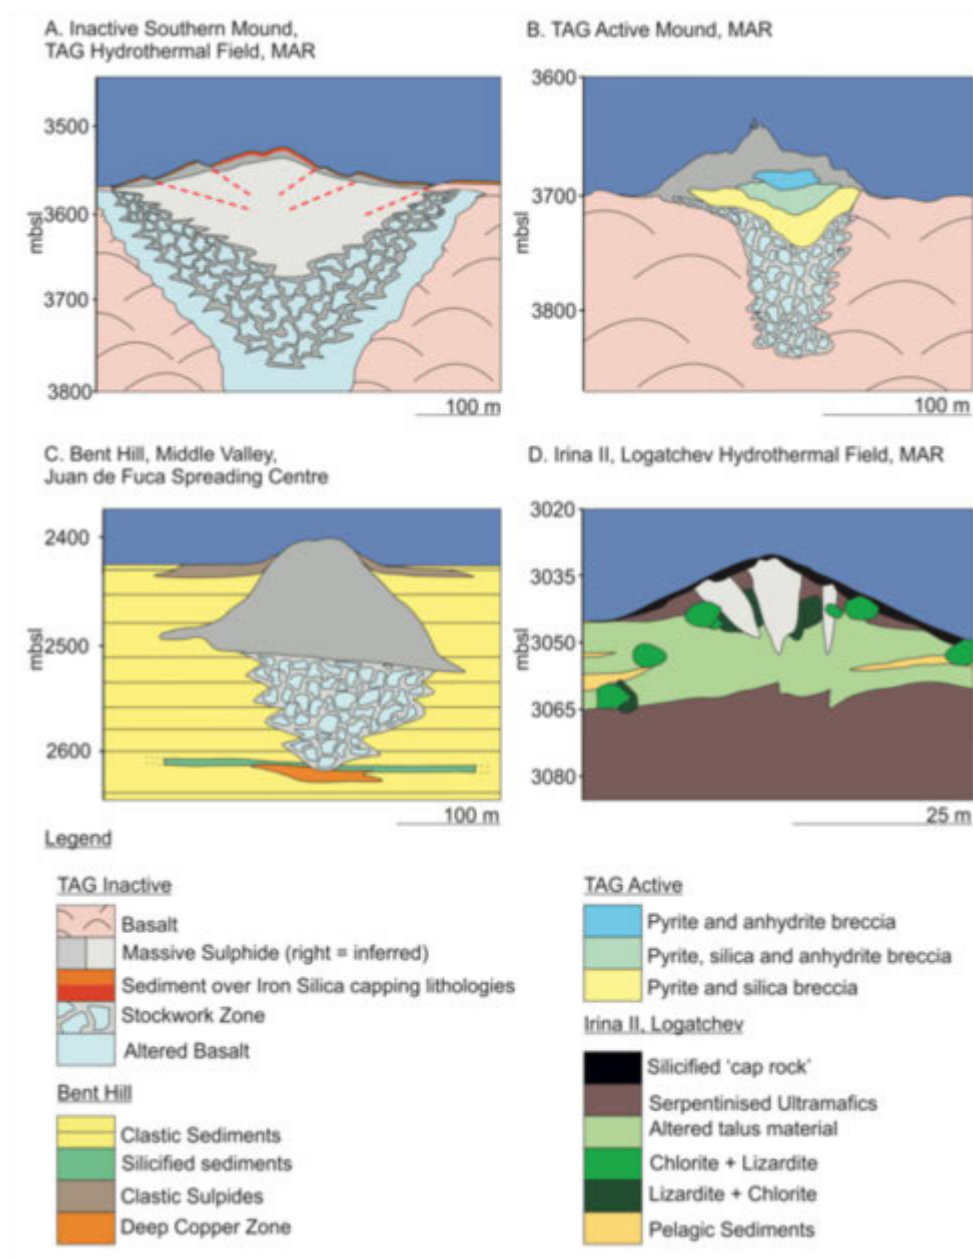 A. Inactive Southern Mound,
TAG Hydrothermal Field, MAR
3500
3600
3700
3800
mbsl
100 m
B. TAG Active Mound, MAR
3600
3700
3800
mbsl
100 m
C. Bent Hill, Middle Valley,
Juan de Fuca Spreading Centre
2400
2500
2600
mbsl
100 m
D. Irina II, Logatchev Hydrothermal Field, MAR
3020
3035
3050
3065
3080
mbsl
25 m
Legend
TAG Inactive
Basalt
Massive Sulphide (right = inferred)
Sediment over Iron Silica capping lithologies
Stockwork Zone
Altered Basalt
Bent Hill
Clastic Sediments
Silicified sediments
Clastic Sulpides
Deep Copper Zone
TAG Active
Pyrite and anhydrite breccia
Pyrite, silica and anhydrite breccia
Pyrite and silica breccia
Irina II, Logatchev
Silicified ‘cap rock’
Serpentinised Ultramafics
Altered talus material
Chlorite + Lizardite
Lizardite + Chlorite
Pelagic Sediments